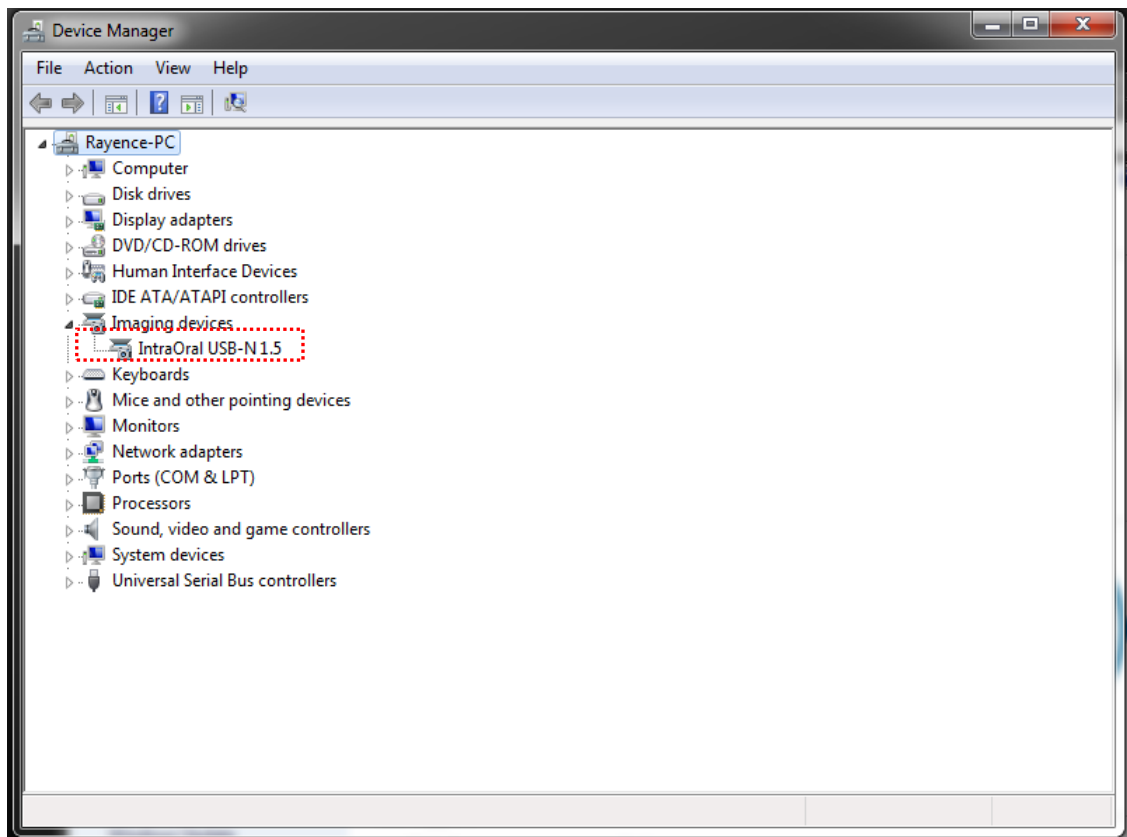 Device Manager
File Action View Help
Rayence-PC
Computer
Disk drives
Display adapters
DVD/CD-ROM drives
Human Interface Devices
IDE ATA/ATAPI controllers
Imaging devices
IntraOral USB-N 1.5
Keyboards
Mice and other pointing devices
Monitors
Network adapters
Ports (COM & LPT)
Processors
Sound, video and game controllers
System devices
Universal Serial Bus controllers